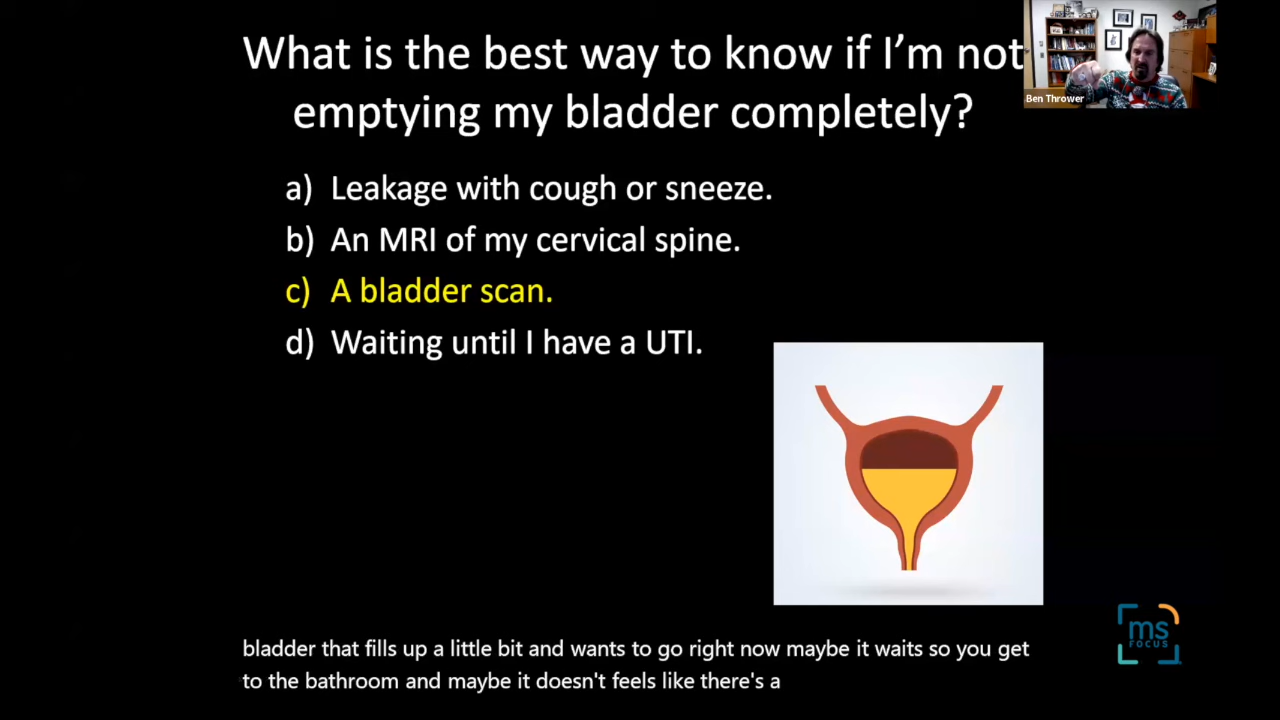 What is the best way to know if I'm not
emptying my bladder completely?
Ben Thrower
a) Leakage with cough or sneeze.
b) An MRI of my cervical spine.
c) A bladder scan.
d) Waiting until I have a UTI.
ms
FOCUS
bladder that fills up a little bit and wants to go right now maybe it waits so you get
to the bathroom and maybe it doesn't feels like there's a